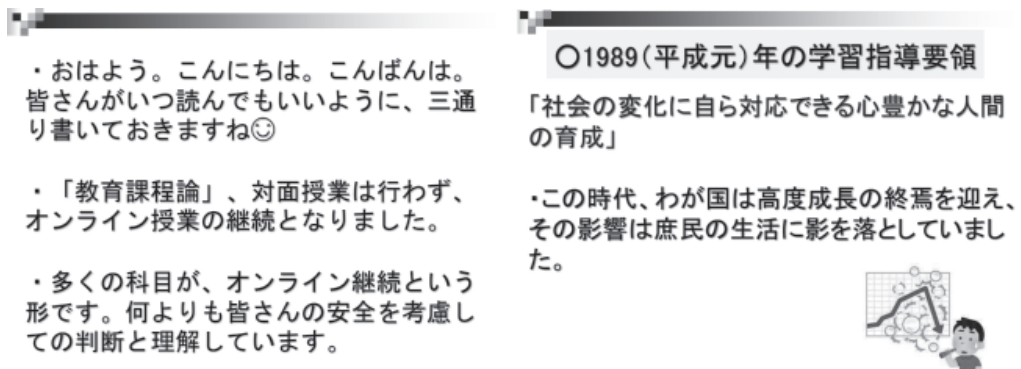 ・おはよう。こんにちは。こんばんは。
皆さんがいつ読んでもいいように、三通
り書いておきますね☺
・「教育課程論」、対面授業は行わず、
オンライン授業の継続となりました。
・多くの科目が、オンライン継続という
形です。何よりも皆さんの安全を考慮し
ての判断と理解しています。
〇1989(平成元)年の学習指導要領
「社会の変化に自ら対応できる心豊かな人間
の育成」
・この時代、わが国は高度成長の終焉を迎え、
その影響は庶民の生活に影を落としていまし
た。